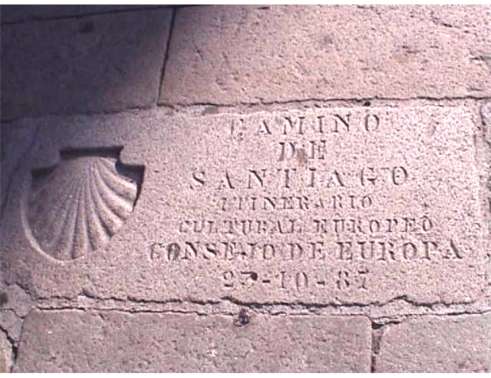 CAMINO
DE
SANTIAGO
ITINERARIO
CULTURAL EUROPEO
CONSEJO DE EUROPA
23-10-87